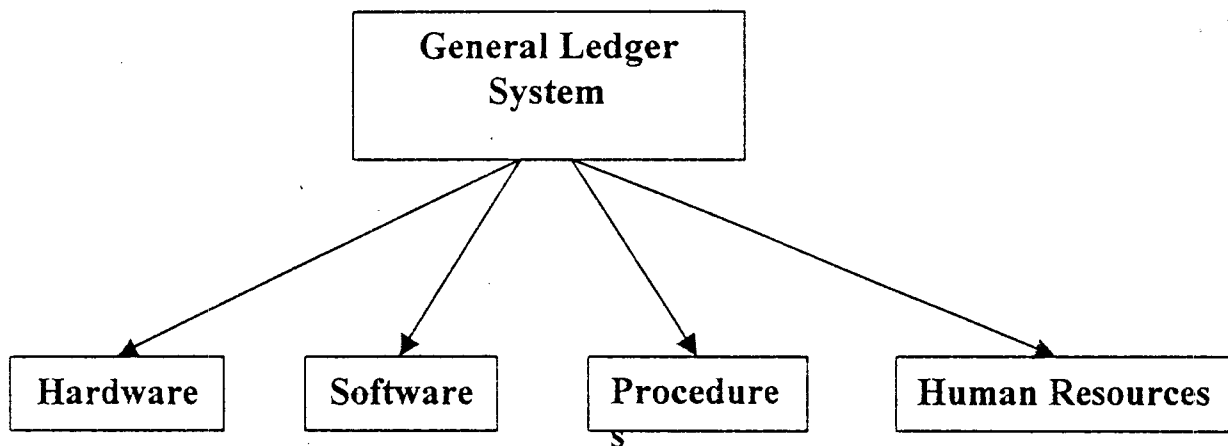 General Ledger
System
Hardware
Software
Procedure
s
Human Resources